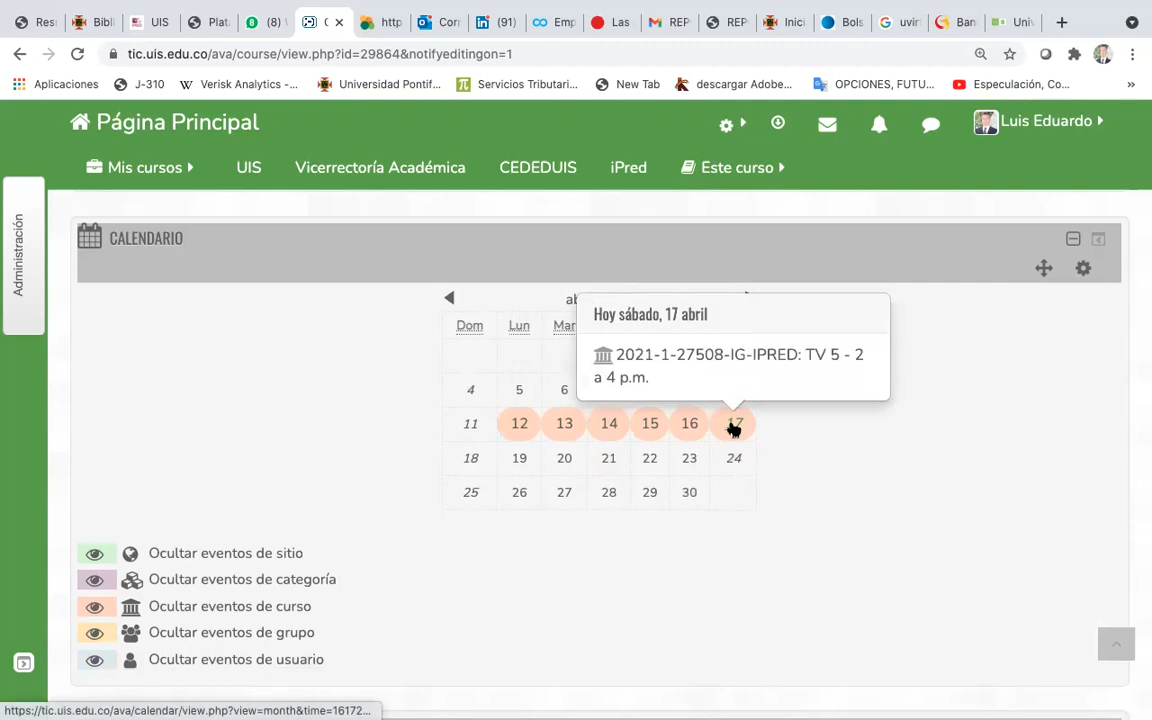 Res
Bibl
UIS
Plat
(8)
C
http
Corr
(91)
Emp
Las
REP
REP
Inici
Bols
uvir
Ban
Univ
tic.uis.edu.co/ava/course/view.php?id=29864&notifyeditingon=1
Aplicaciones
J-310
Verisk Analytics -...
Universidad Pontif...
Servicios Tributari...
New Tab
descargar Adobe...
OPCIONES, FUTU...
Especulación, Co...
»
Página Principal
Luis Eduardo
Mis cursos
UIS
Vicerrectoría Académica
CEDEDUIS
iPred
Este curso
Administración
CALENDARIO
ab
Hoy sábado, 17 abril
2021-1-27508-IG-IPRED: TV 5 - 2
a 4 p.m.
Dom Lun Mar
4 5 6
11 12 13 14 15 16 17
18 19 20 21 22 23 24
25 26 27 28 29 30
Ocultar eventos de sitio
Ocultar eventos de categoría
Ocultar eventos de curso
Ocultar eventos de grupo
Ocultar eventos de usuario
https://tic.uis.edu.co/ava/calendar/view.php?view=month&time=16172...